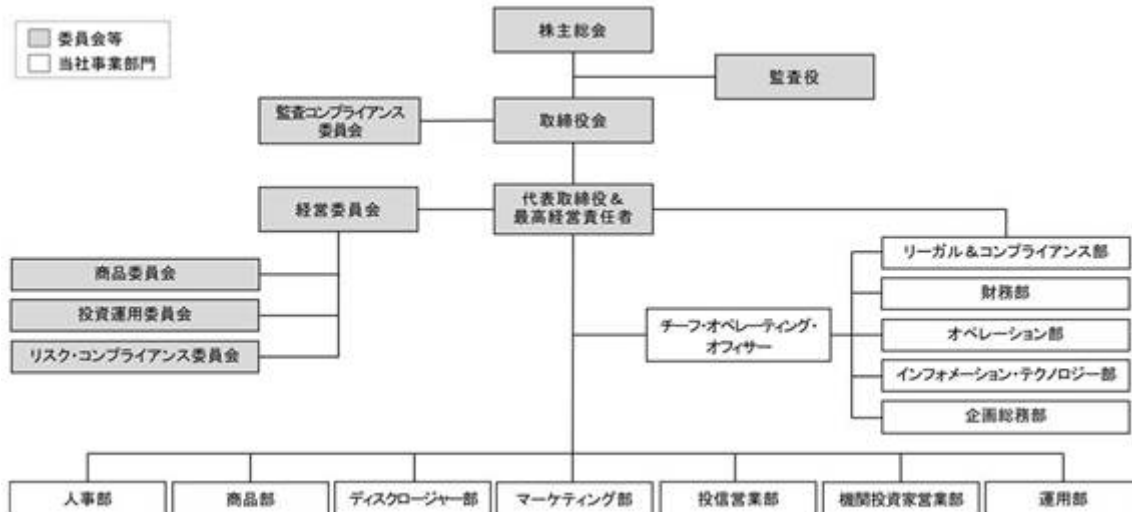 委員会等
当社事業部門
株主総会
監査役
監査コンプライアンス
委員会
取締役会
経営委員会
代表取締役＆
最高経営責任者
リーガル＆コンプライアンス部
商品委員会
財務部
投資運用委員会
チーフ・オペレーティング・
オフィサー
オペレーション部
リスク・コンプライアンス委員会
インフォメーション・テクノロジー部
企画総務部
人事部
商品部
ディスクロージャー部
マーケティング部
投信営業部
機関投資家営業部
運用部